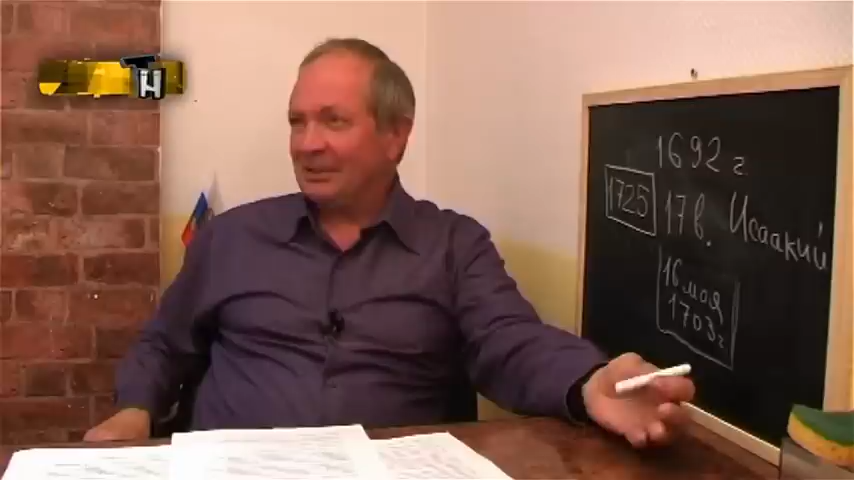 ТН
1692 г
1725
17 в. Исаакий
16 мая
1703 г